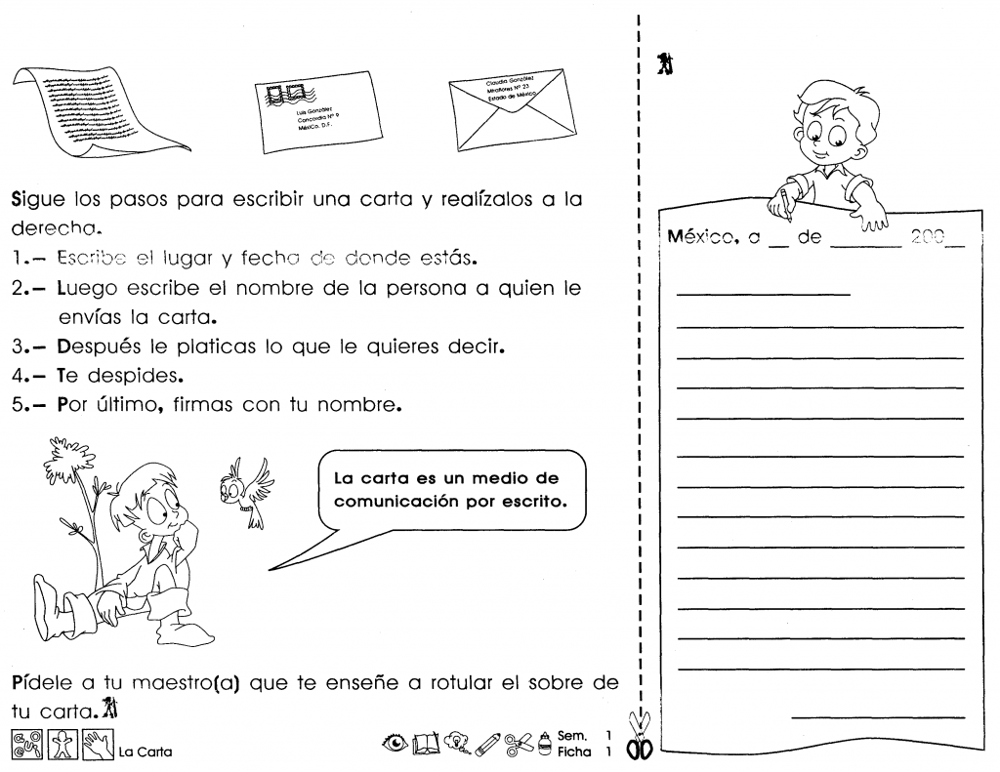 Luis González
Concordia Nº 9
México. D.F.
Claudia González
Miraflores Nº 23
Estado de México
Sigue los pasos para escribir una carta y realízalos a la
derecha.
1.– Escribe el lugar y fecha de donde estás.
2.– Luego escribe el nombre de la persona a quien le
envías la carta.
3.– Después le platicas lo que le quieres decir.
4.– Te despides.
5.– Por último, firmas con tu nombre.
La carta es un medio de
comunicación por escrito.
Pídele a tu maestro(a) que te enseñe a rotular el sobre de
tu carta.
La Carta
Sem. 1
Ficha 1
México, a __ de ______ 200__